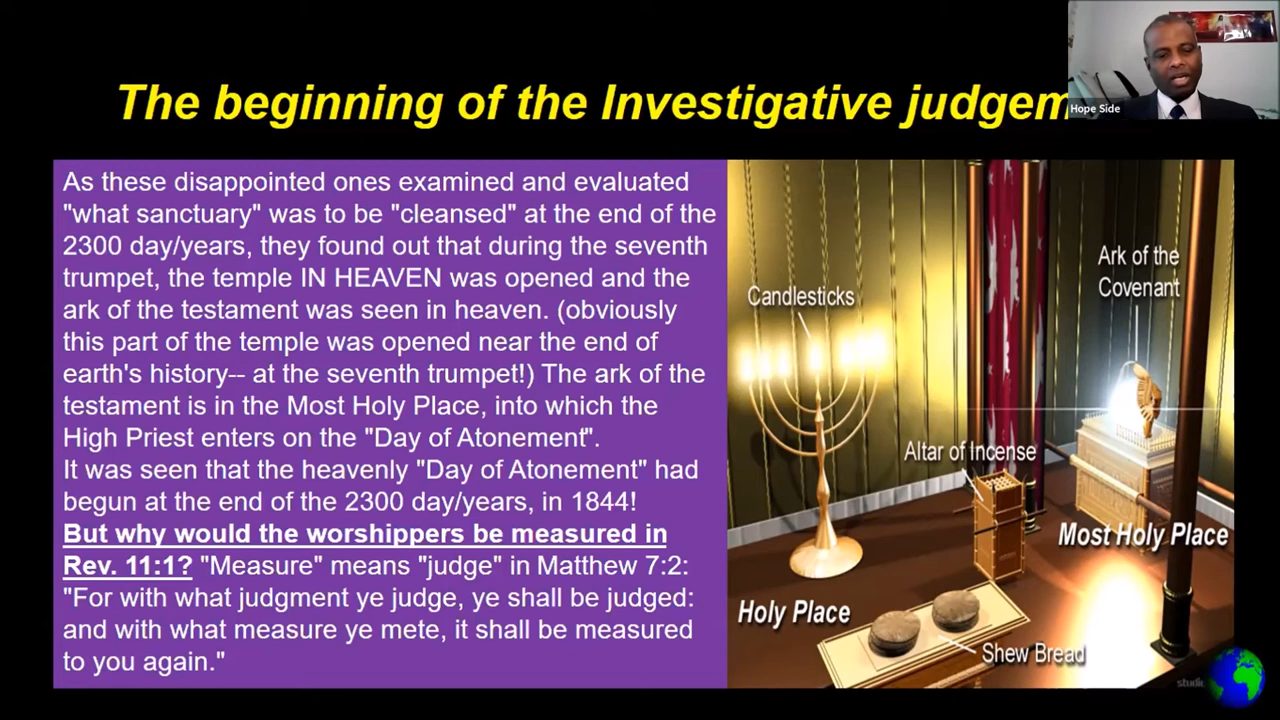 The beginning of the Investigative judgem
Hope Side
As these disappointed ones examined and evaluated
"what sanctuary" was to be "cleansed" at the end of the
2300 day/years, they found out that during the seventh
trumpet, the temple IN HEAVEN was opened and the
ark of the testament was seen in heaven. (obviously
this part of the temple was opened near the end of
earth's history-- at the seventh trumpet!) The ark of the
testament is in the Most Holy Place, into which the
High Priest enters on the "Day of Atonement".
It was seen that the heavenly "Day of Atonement" had
begun at the end of the 2300 day/years, in 1844!
But why would the worshippers be measured in
Rev. 11:1? "Measure" means "judge" in Matthew 7:2:
"For with what judgment ye judge, ye shall be judged:
and with what measure ye mete, it shall be measured
to you again."
Candlesticks
Ark of the
Covenant
Altar of Incense
Most Holy Place
Holy Place
Shew Bread